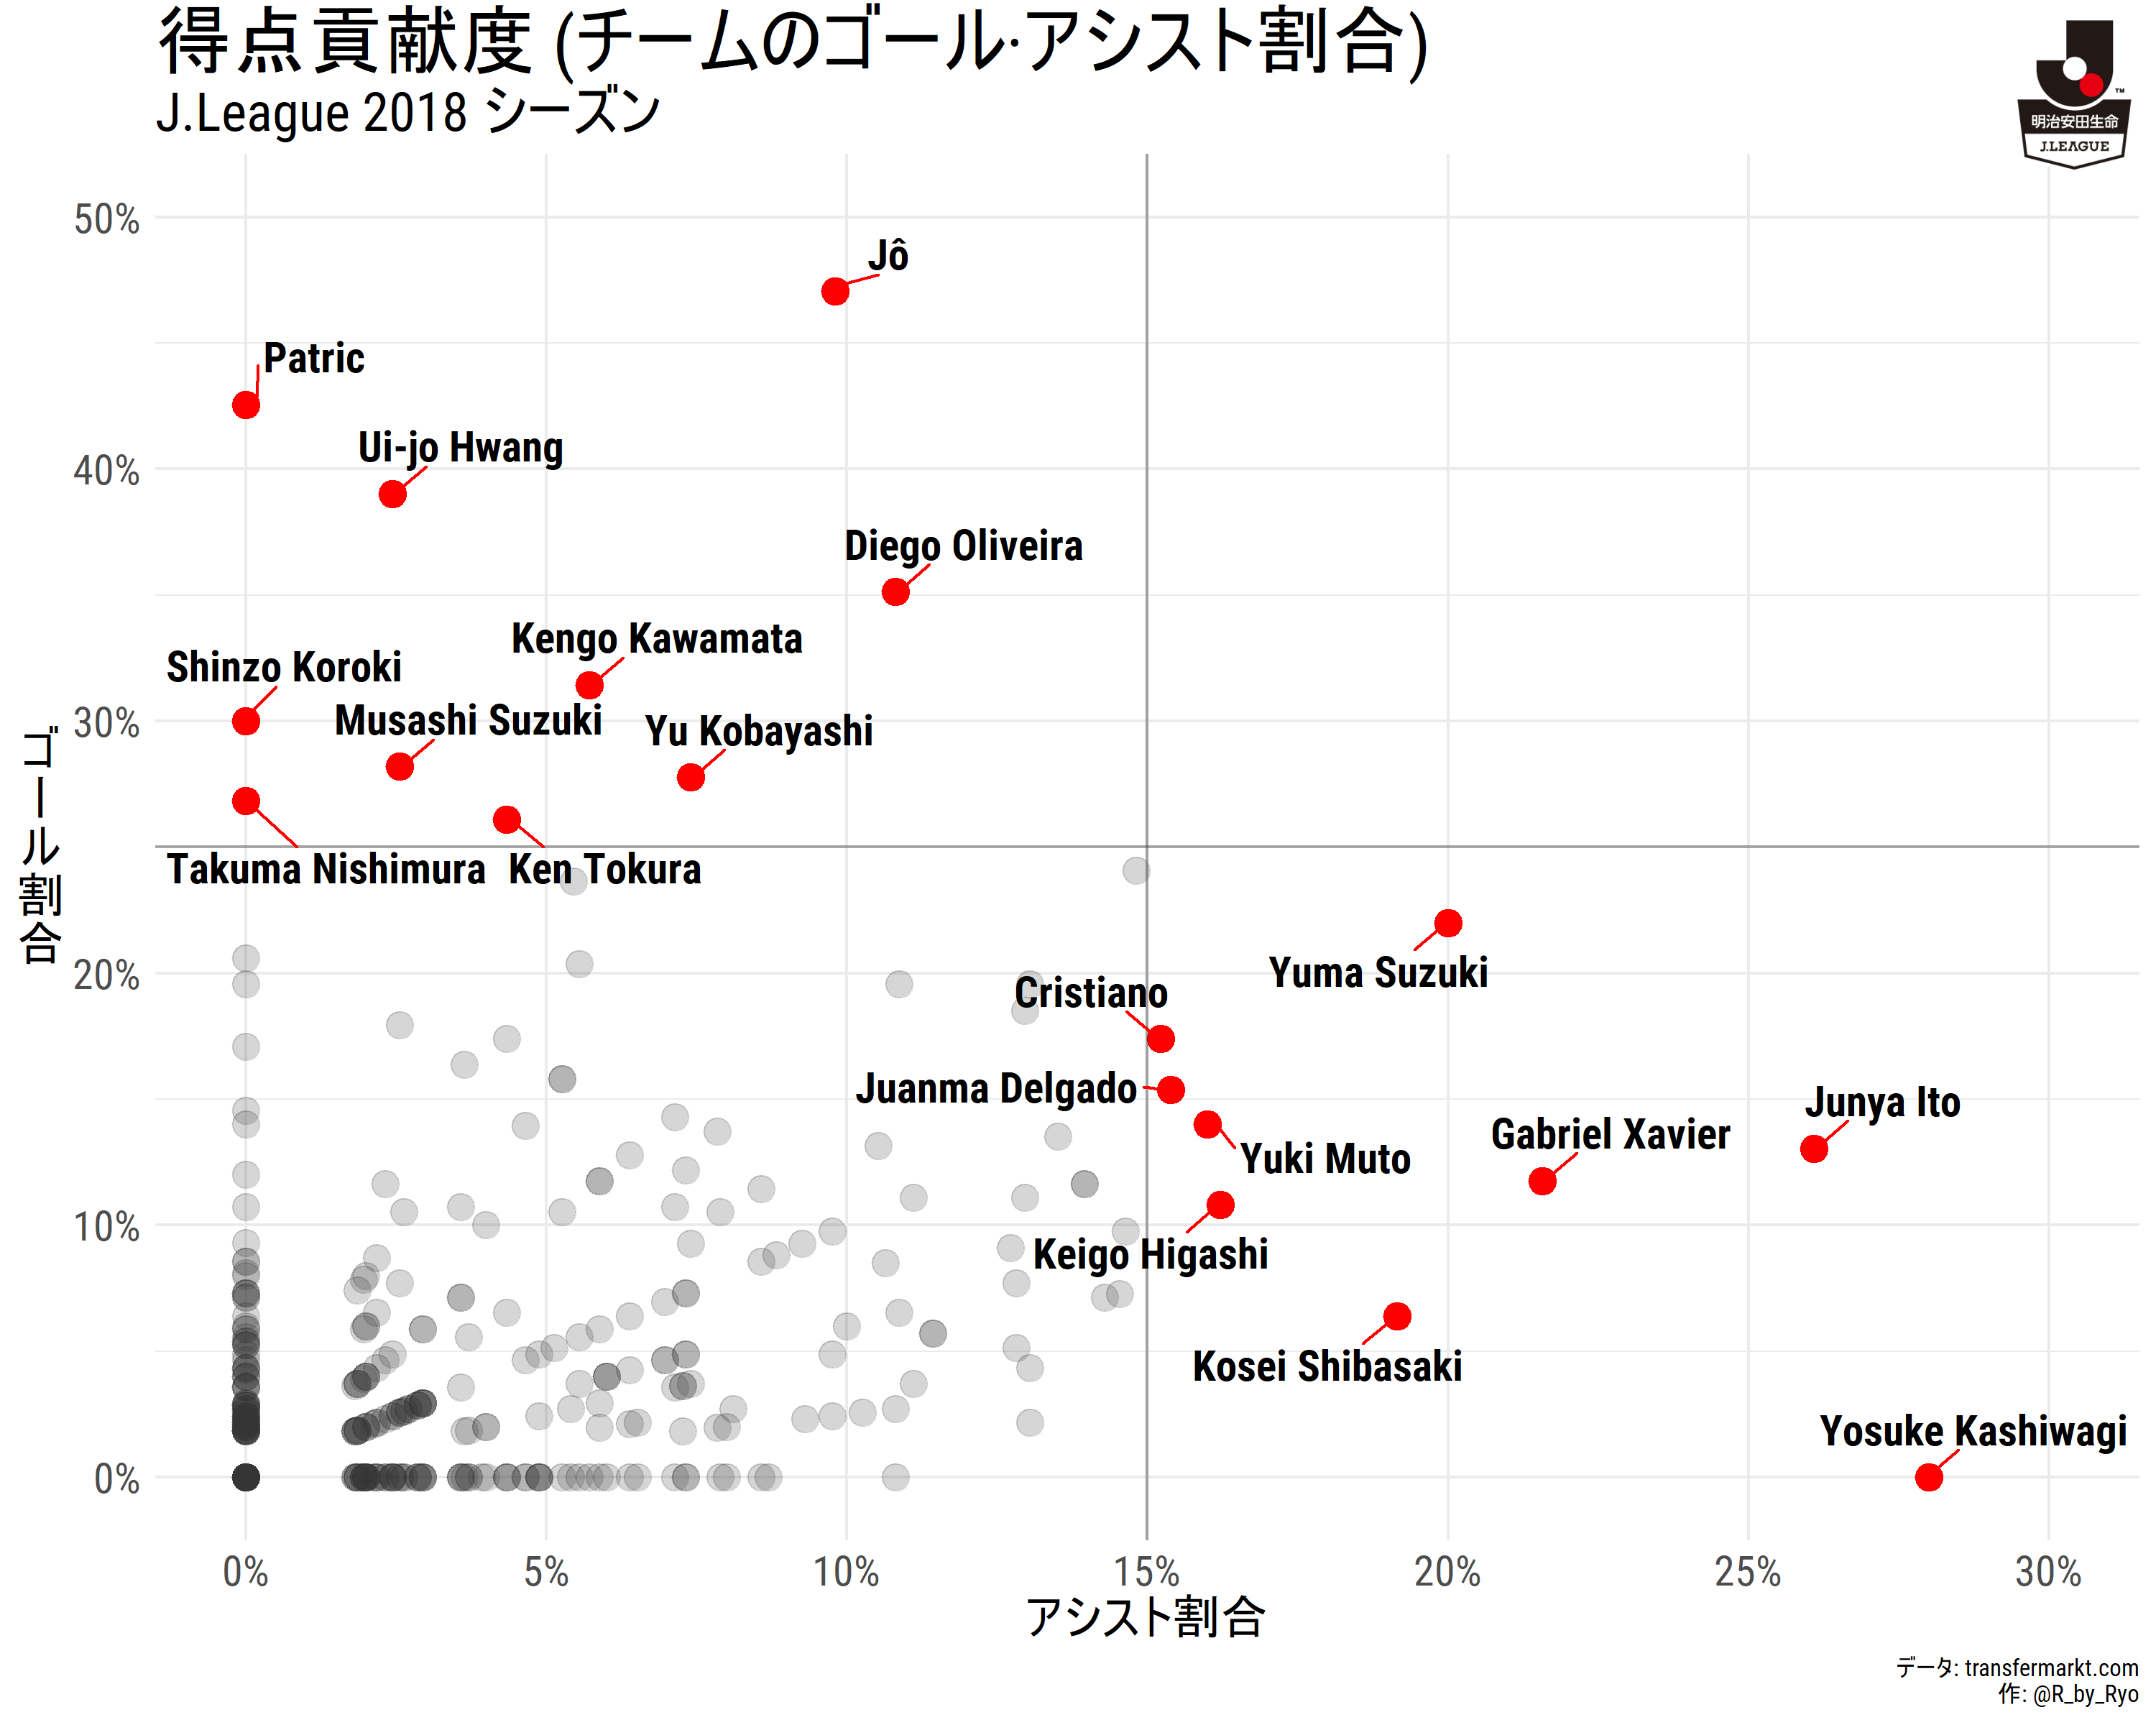 得点貢献度 (チームのゴール·アシスト割合)
J.League 2018 シーズン
明治安田生命
J.LEAGUE
TM
ゴール割合
50%
40%
30%
20%
10%
0%
Jô
Patric
Ui-jo Hwang
Diego Oliveira
Kengo Kawamata
Shinzo Koroki
Musashi Suzuki
Yu Kobayashi
Takuma Nishimura
Ken Tokura
Yuma Suzuki
Cristiano
Juanma Delgado
Junya Ito
Gabriel Xavier
Yuki Muto
Keigo Higashi
Kosei Shibasaki
Yosuke Kashiwagi
0%
5%
10%
15%
20%
25%
30%
アシスト割合
データ: transfermarkt.com
作: @R_by_Ryo